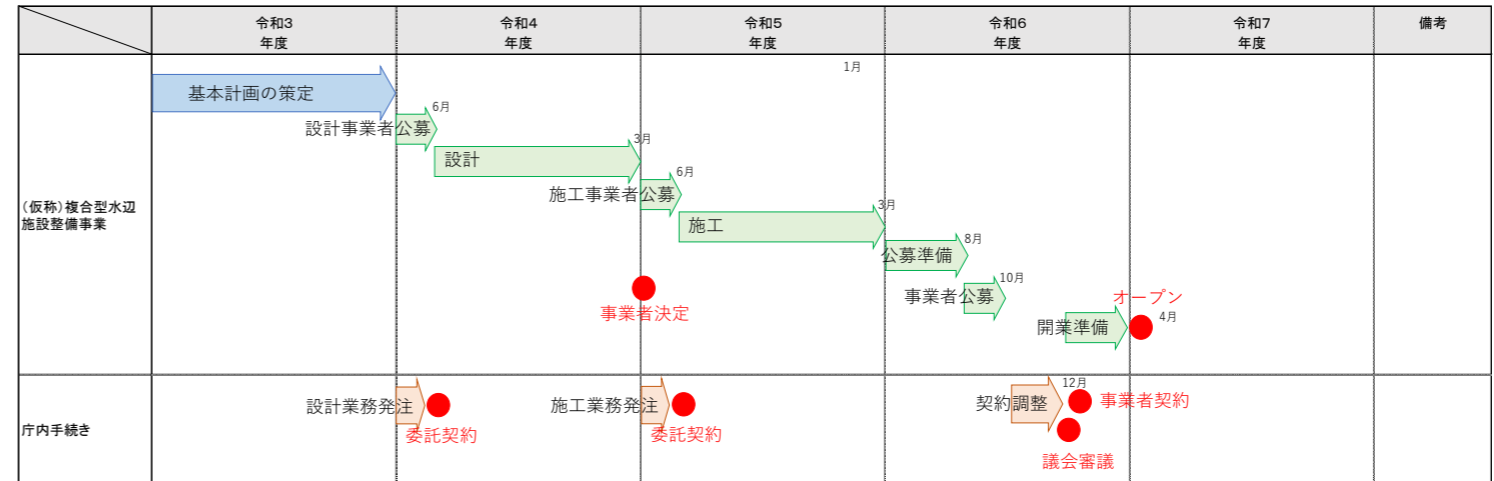 令和3
年度
令和4
年度
令和5
年度
令和6
年度
令和7
年度
備考
1月
基本計画の策定
6月
設計事業者公募
3月
設計
6月
施工事業者公募
(仮称)複合型水辺
施設整備事業
3月
施工
8月
公募準備
10月
事業者公募
オープン
事業者決定
4月
開業準備
12月
設計業務発注
施工業務発注
契約調整
事業者契約
庁内手続き
委託契約
委託契約
議会審議